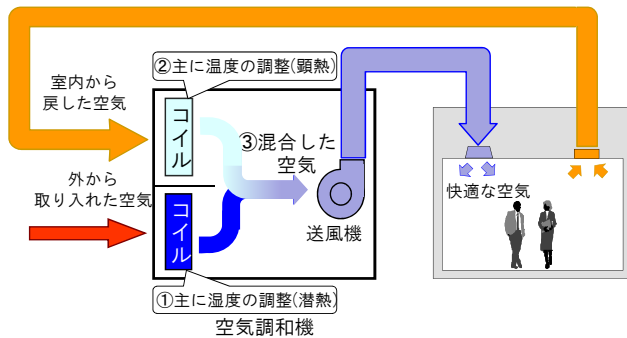 ②主に温度の調整(顕熱)
室内から
戻した空気
コイル
③混合した
空気
外から
取り入れた空気
コイル
送風機
快適な空気
①主に湿度の調整(潜熱)
空気調和機